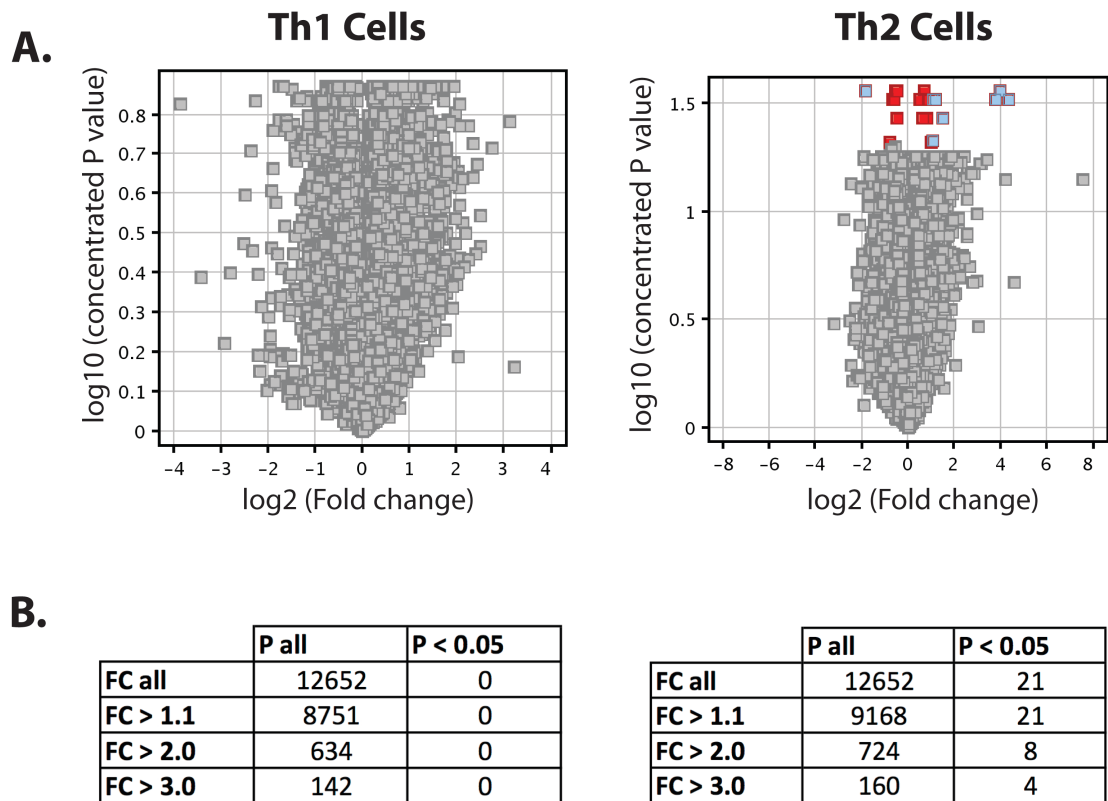 Th1 Cells
Th2 Cells
A.
log10 (concentrated P value)
0.8
0.7
0.6
0.5
0.4
0.3
0.2
0.1
0
−4 −3 −2 −1 0 1 2 3 4
log2 (Fold change)
log10 (concentrated P value)
1.5
1
0.5
0
−8 −6 −4 −2 0 2 4 6 8
log2 (Fold change)
B.
P all P < 0.05
FC all 12652 0
FC > 1.1 8751 0
FC > 2.0 634 0
FC > 3.0 142 0
P all P < 0.05
FC all 12652 21
FC > 1.1 9168 21
FC > 2.0 724 8
FC > 3.0 160 4